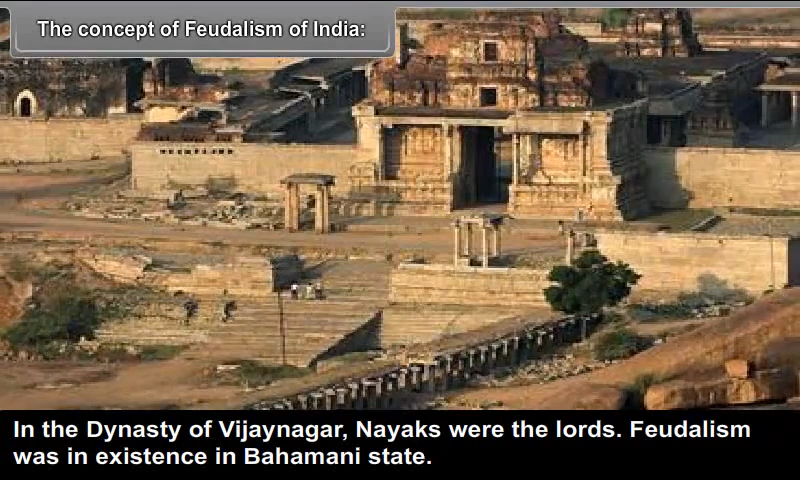 The concept of Feudalism of India:
In the Dynasty of Vijaynagar, Nayaks were the lords. Feudalism
was in existence in Bahamani state.